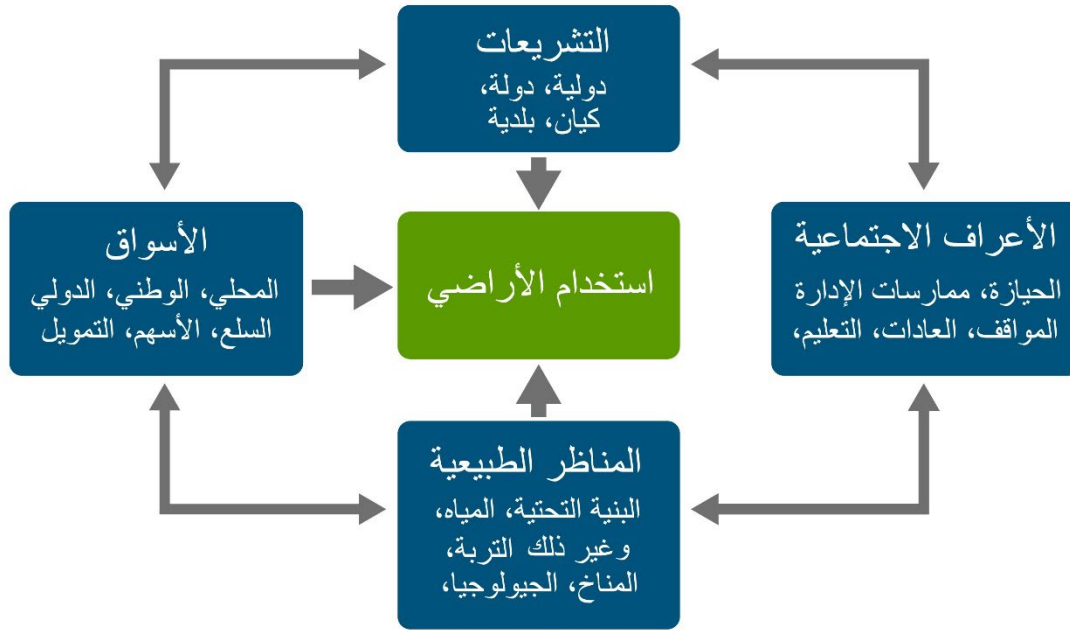 التشريعات
دولية، دولة،
كيان، بلدية
الأعراف الاجتماعية
الحيازة، ممارسات الإدارة
المواقف، العادات، التعليم،
استخدام الأراضي
الأسواق
المحلي، الوطني، الدولي
السلع، الأسهم، التمويل
المناظر الطبيعية
البنية التحتية، المياه،
وغير ذلك التربة،
المناخ، الجيولوجيا،